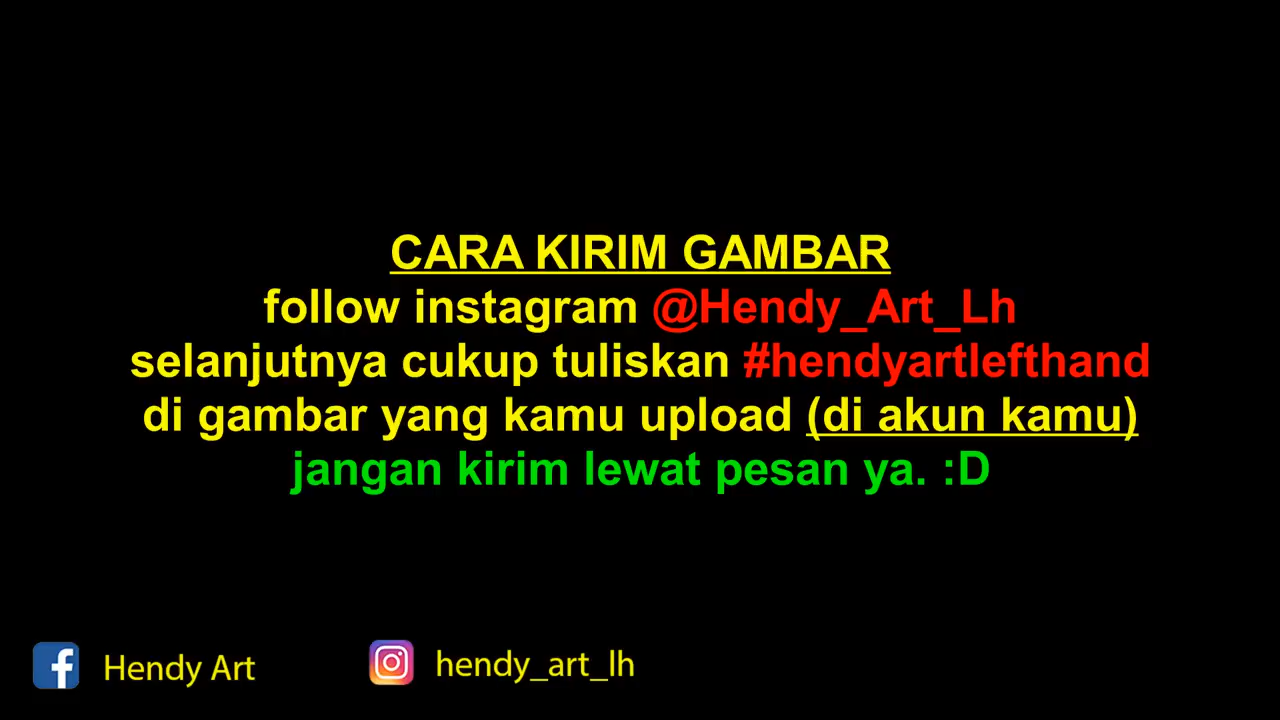 CARA KIRIM GAMBAR
follow instagram @Hendy_Art_Lh
selanjutnya cukup tuliskan #hendyartlefthand
di gambar yang kamu upload (di akun kamu)
jangan kirim lewat pesan ya. :D
Hendy Art
hendy_art_lh